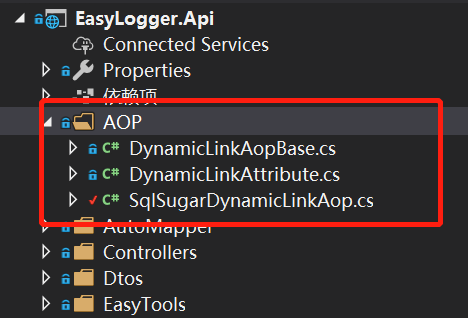 EasyLogger.Api
Connected Services
Properties
依赖项
AOP
C# DynamicLinkAopBase.cs
C# DynamicLinkAttribute.cs
C# SqlSugarDynamicLinkAop.cs
AutoMapper
Controllers
Dtos
EasyTools